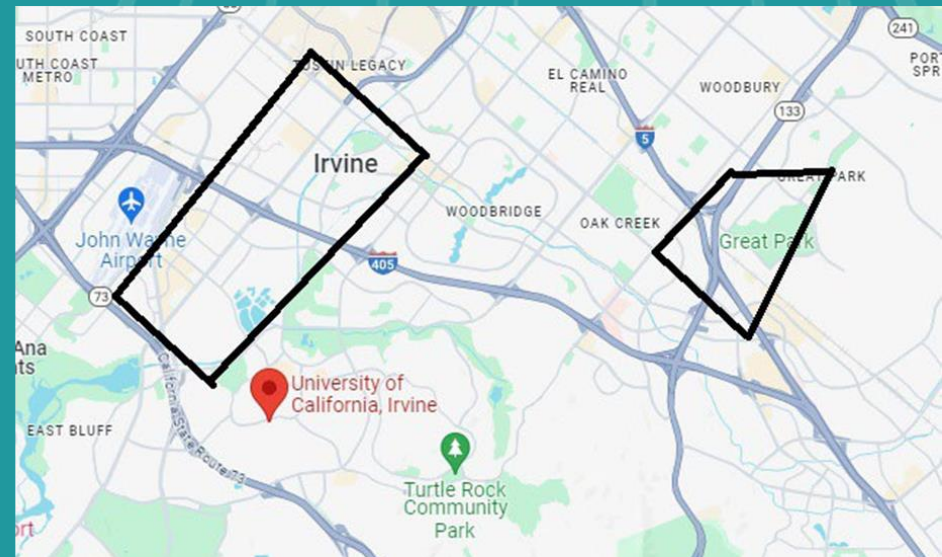 SOUTH COAST
UTH COAST
METRO
TUSTIN LEGACY
EL CAMINO
REAL
WOODBURY
241
PORT
SPR
133
5
Irvine
GREAT PARK
WOODBRIDGE
OAK CREEK
Great Park
John Wayne
Airport
405
73
Ana
ts
University of
California, Irvine
California State Route 73
EAST BLUFF
Turtle Rock
Community
Park
ort